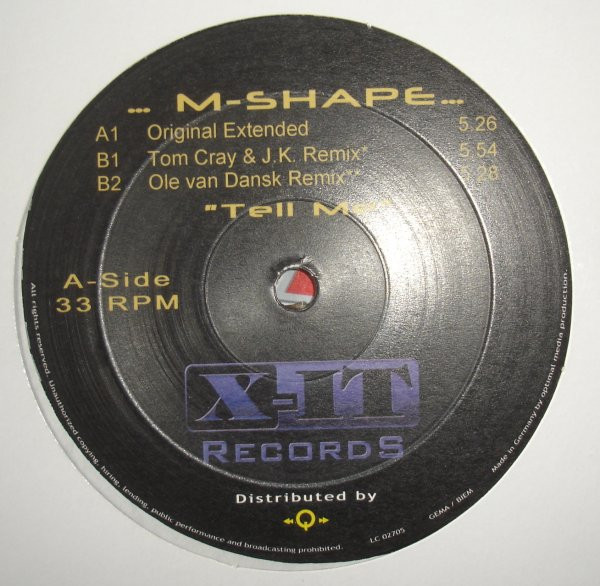 ... M-SHAPE...
A1 Original Extended 5.26
B1 Tom Cray & J.K. Remix* 5.54
B2 Ole van Dansk Remix** 5.28
"Tell Me"
A-Side
33 RPM
X-IT
RECORDS
Distributed by
Q
LC 02705
GEMA / BIEM
Made in Germany by optimal media production.
All rights reserved. Unauthorized copying, hiring, lending, public performance and broadcasting prohibited.